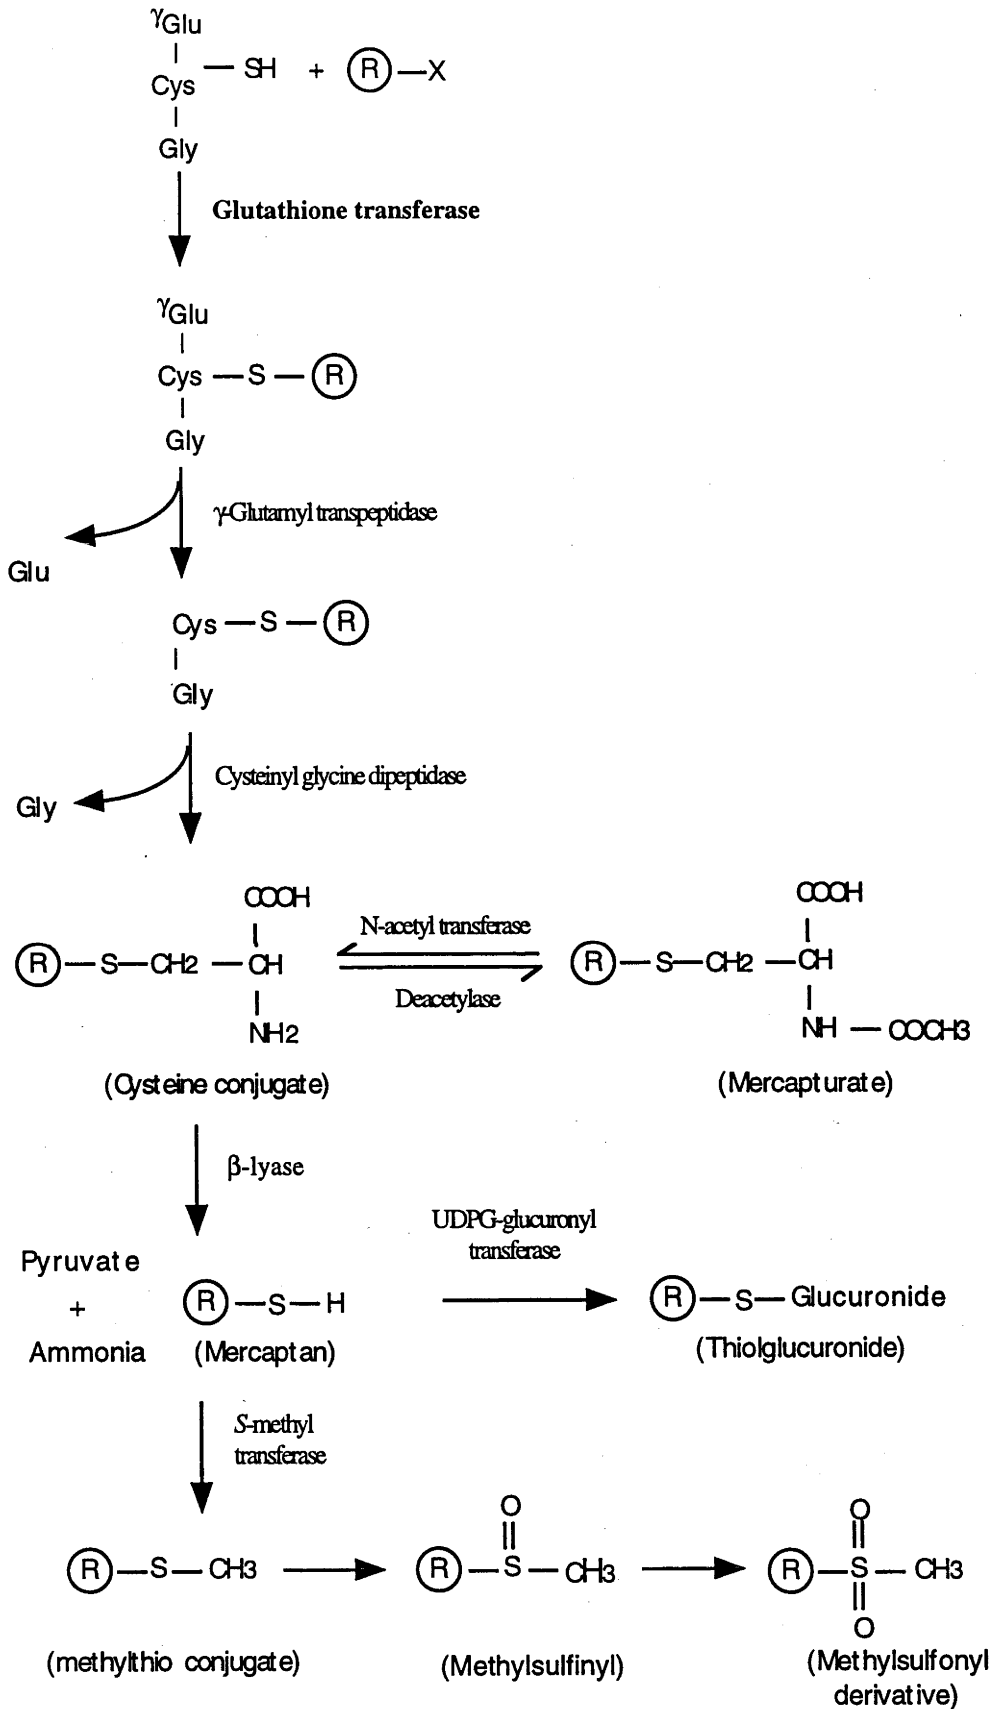 γGlu
Cys — SH + R — X
Gly
Glutathione transferase
γGlu
Cys — S — R
Gly
γ-Glutamyl transpeptidase
Glu
Cys — S — R
Gly
Cysteinyl glycine dipeptidase
Gly
COOH
R — S — CH2 — CH
NH2
(Cysteine conjugate)
N-acetyl transferase
Deacetylase
COOH
R — S — CH2 — CH
NH — COCH3
(Mercapturate)
β-lyase
Pyruvate
+
Ammonia
R — S — H
(Mercaptan)
UDPG-glucuronyl
transferase
R — S — Glucuronide
(Thiolglucuronide)
S-methyl
transferase
R — S — CH3
(methylthio conjugate)
O
R — S — CH3
(Methylsulfinyl)
O
R — S — CH3
O
(Methylsulfonyl
derivative)